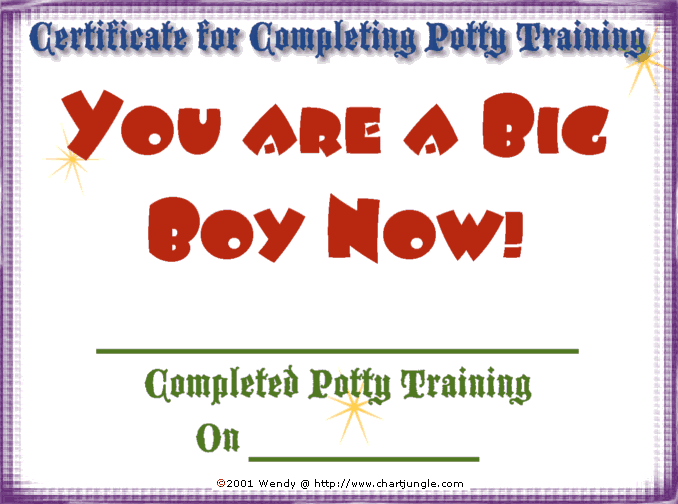 Certificate for Completing Potty Training
You are a Big
Boy Now!
Completed Potty Training
On
©2001 Wendy @ http://www.chartjungle.com